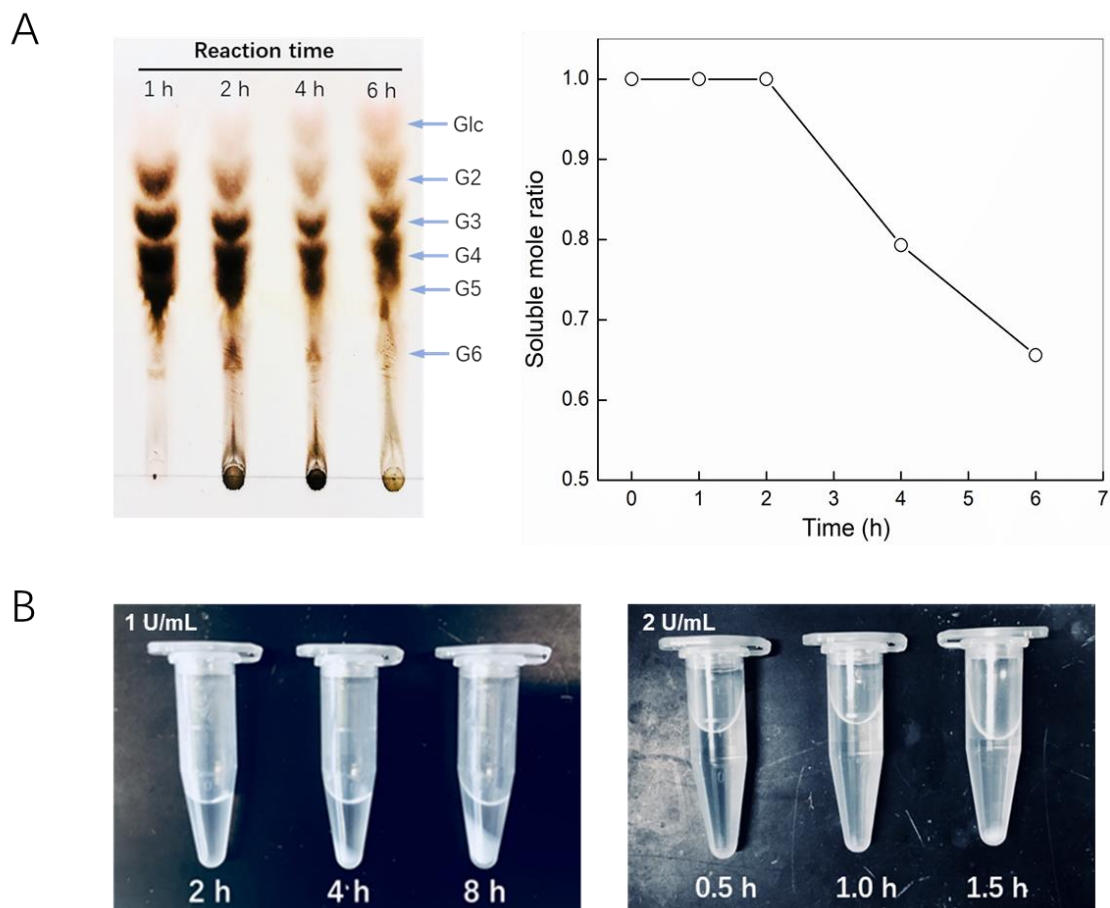 A
Reaction time
1 h 2 h 4 h 6 h
Glc
G2
G3
G4
G5
G6
Soluble mole ratio
1.0
0.9
0.8
0.7
0.6
0.5
0 1 2 3 4 5 6 7
Time (h)
B
1 U/mL
2 h 4 h 8 h
2 U/mL
0.5 h 1.0 h 1.5 h